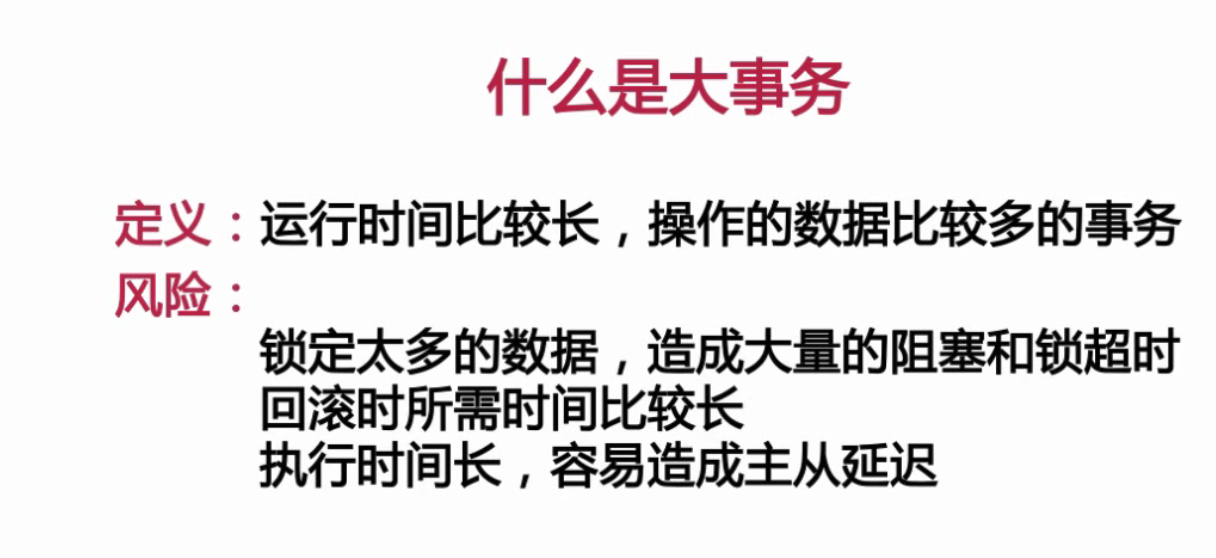 什么是大事务
定义：运行时间比较长，操作的数据比较多的事务
风险：
锁定太多的数据，造成大量的阻塞和锁超时
回滚时所需时间比较长
执行时间长，容易造成主从延迟